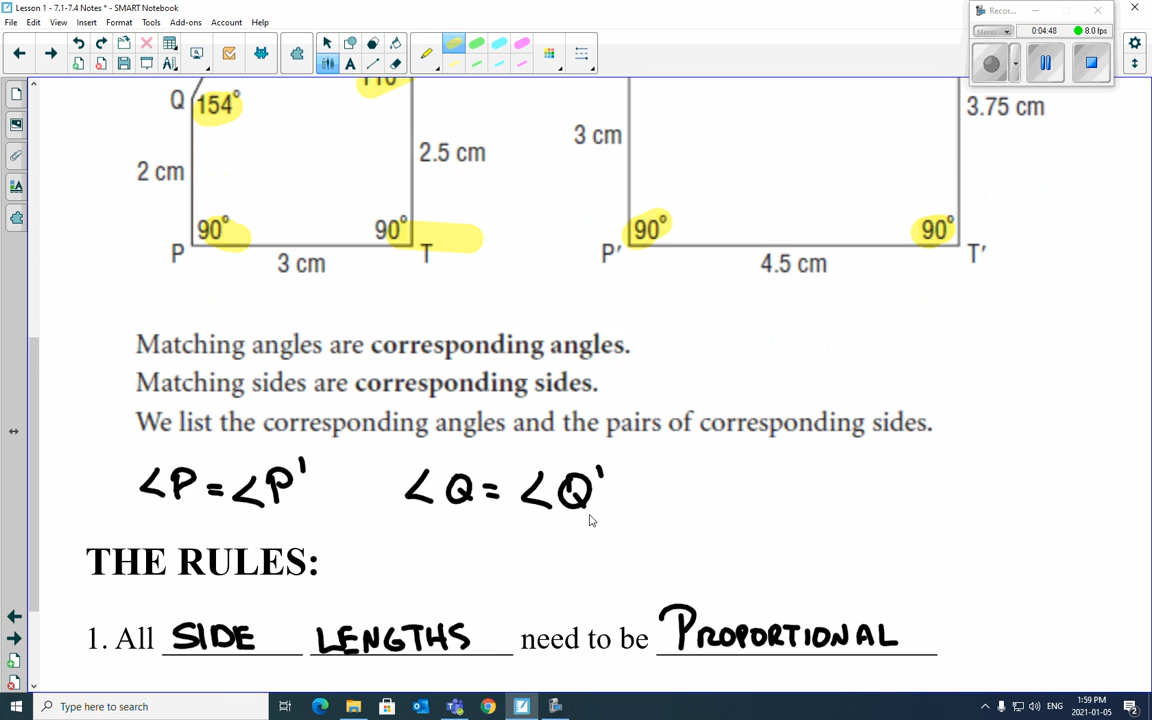 Lesson 1 - 7.1-7.4 Notes * - SMART Notebook
Recor...
File Edit View Insert Format Tools Add-ons Account Help
Menu
0:04:48 8.0 fps
110
Q 154°
3.75 cm
3 cm
2.5 cm
2 cm
90° 90° 90° 90°
P T P′ T′
3 cm 4.5 cm
Matching angles are corresponding angles.
Matching sides are corresponding sides.
We list the corresponding angles and the pairs of corresponding sides.
∠P = ∠P' ∠Q = ∠Q'
THE RULES:
1. All SIDE LENGTHS need to be PROPORTIONAL
Type here to search
ENG
1:59 PM
2021-01-05
2